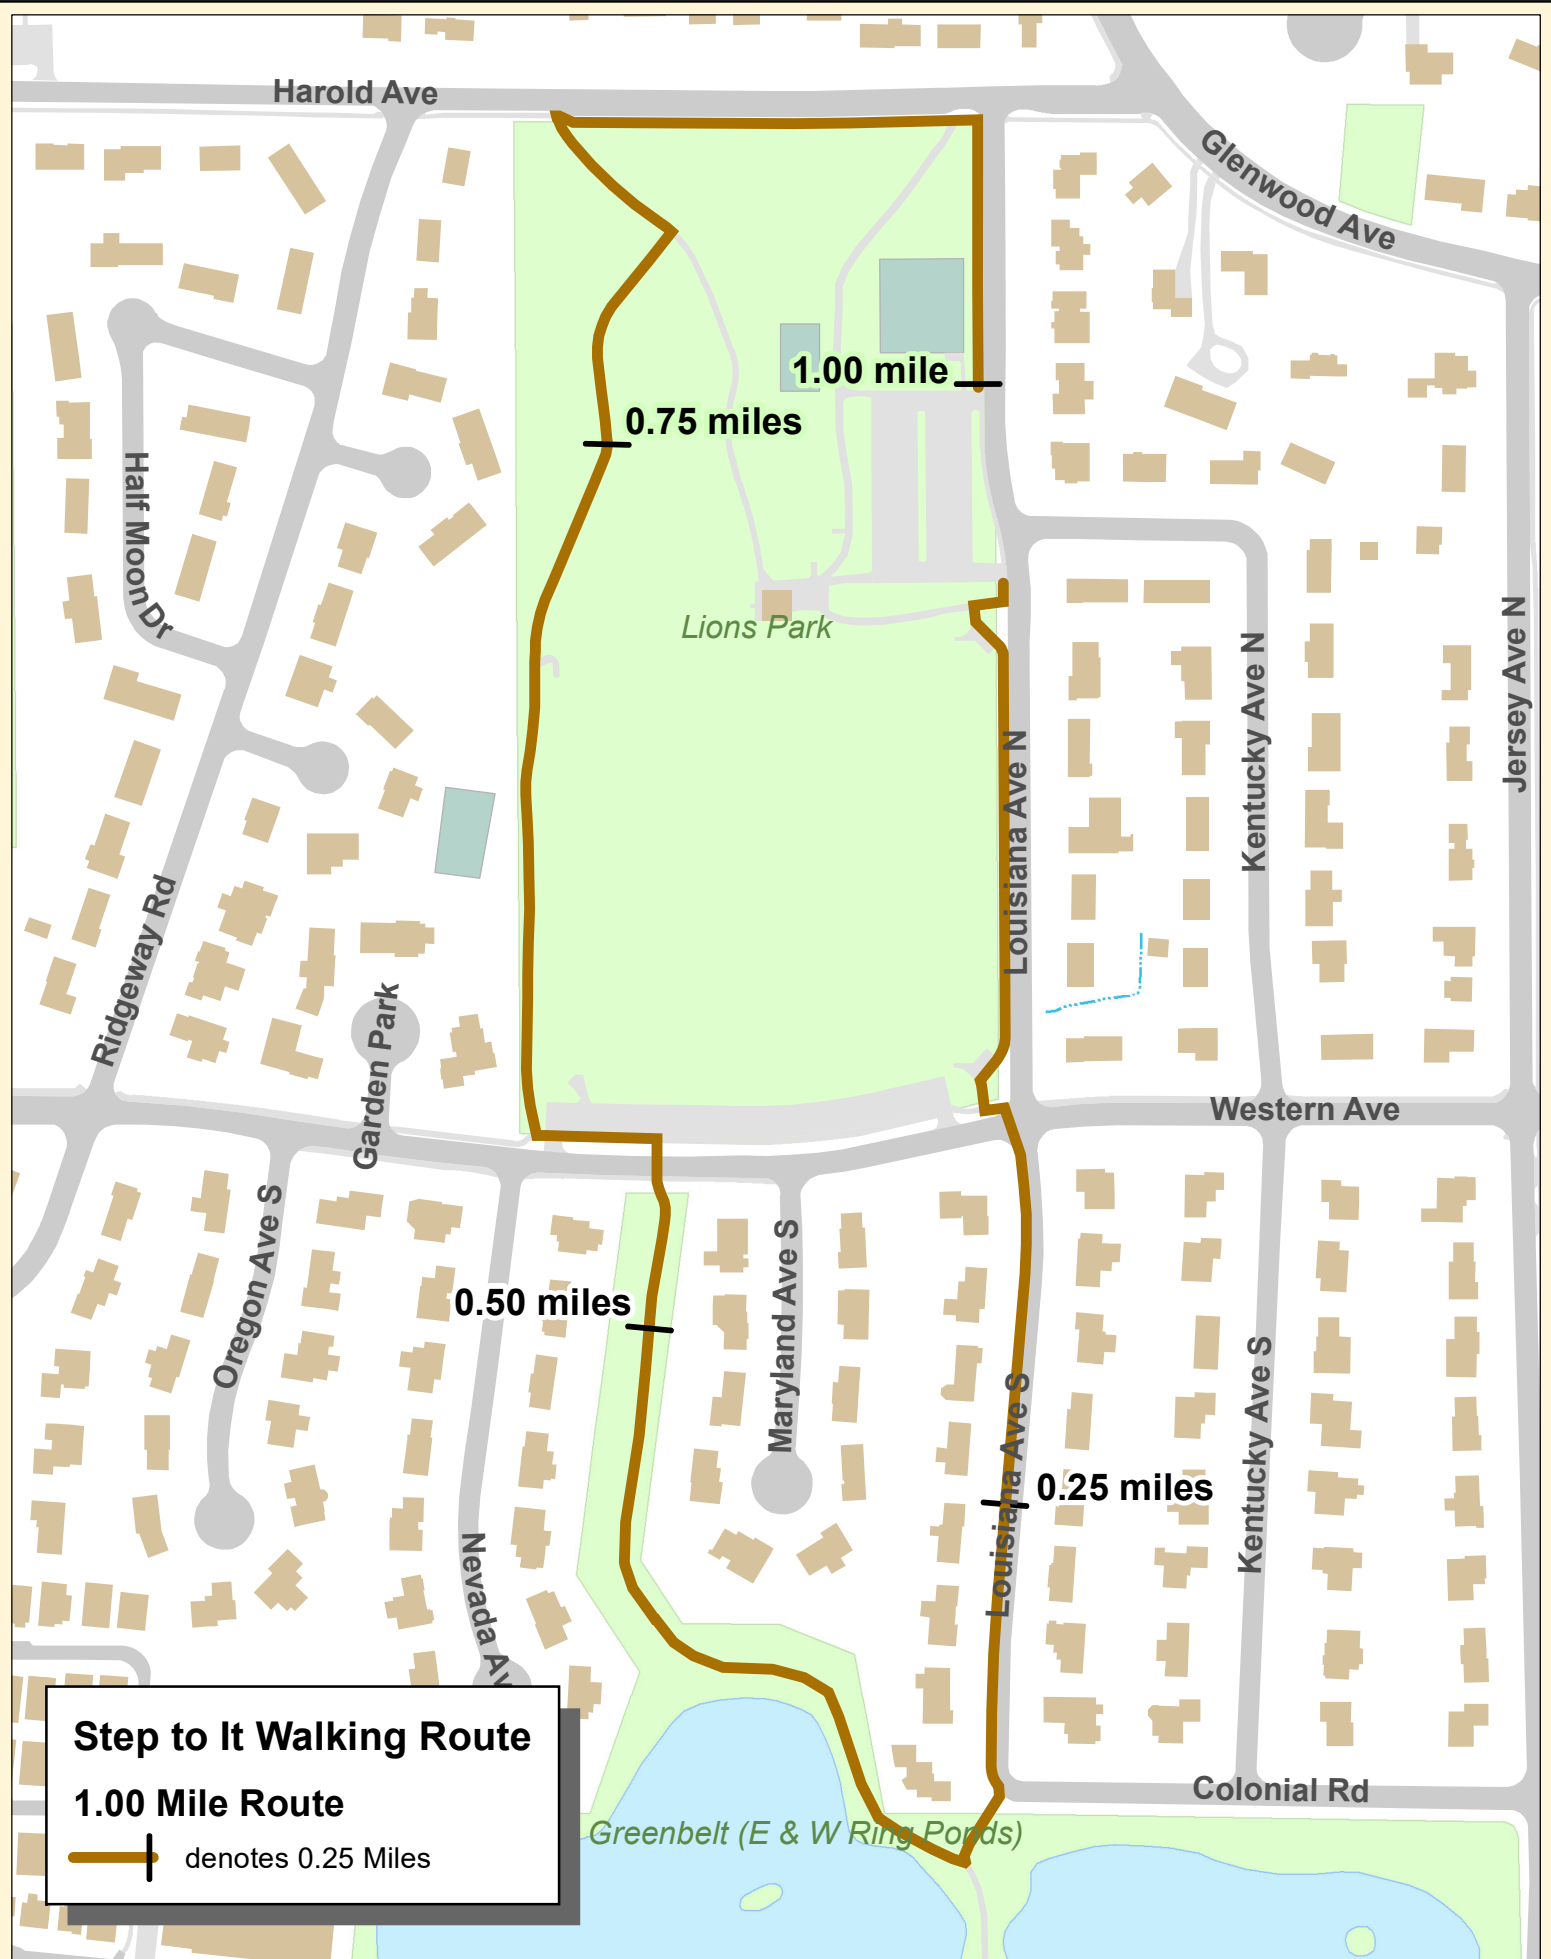 Harold Ave
Glenwood Ave
1.00 mile
0.75 miles
Half Moon Dr
Lions Park
Jersey Ave N
Kentucky Ave N
Louisiana Ave N
Ridgeway Rd
Garden Park
Western Ave
Oregon Ave S
Maryland Ave S
0.50 miles
Kentucky Ave S
Louisiana Ave S
0.25 miles
Nevada Av
Step to It Walking Route
1.00 Mile Route
denotes 0.25 Miles
Colonial Rd
Greenbelt (E & W Ring Ponds)